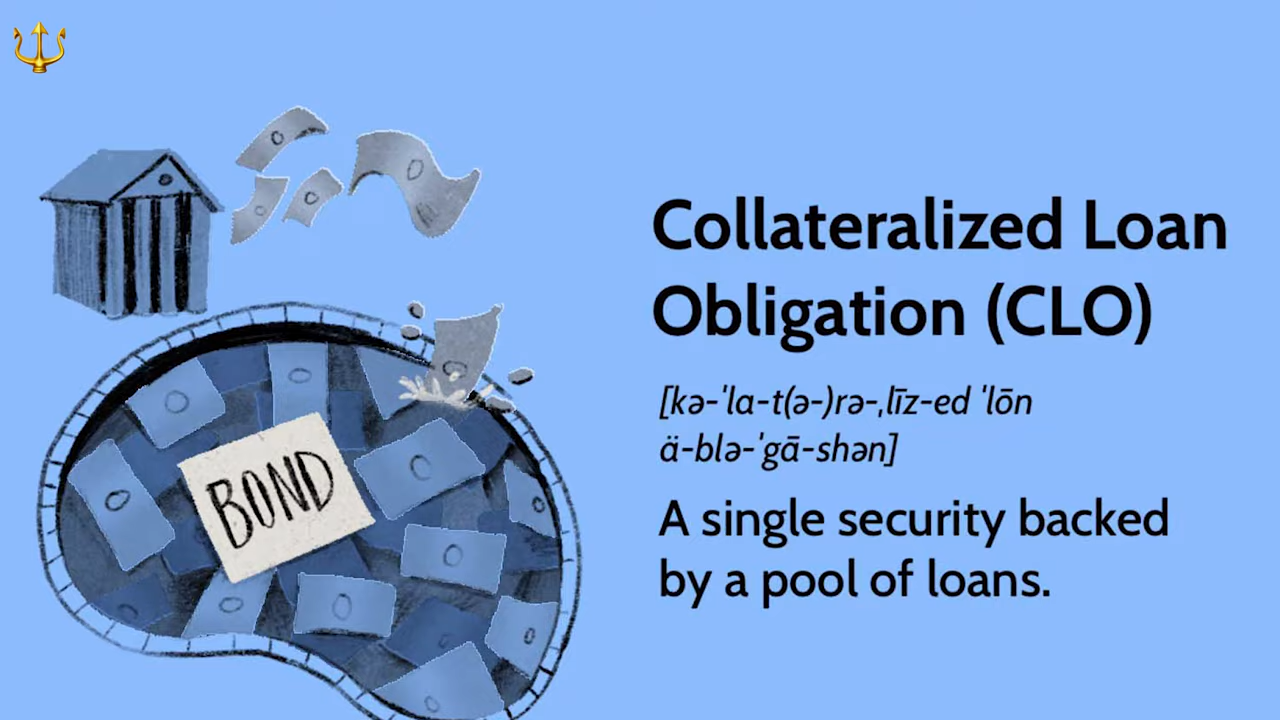 Collateralized Loan
Obligation (CLO)
[kə-ˈla-t(ə-)rə-ˌlīz-ed ˈlōn
ä-blə-ˈgā-shən]
A single security backed
by a pool of loans.
BOND